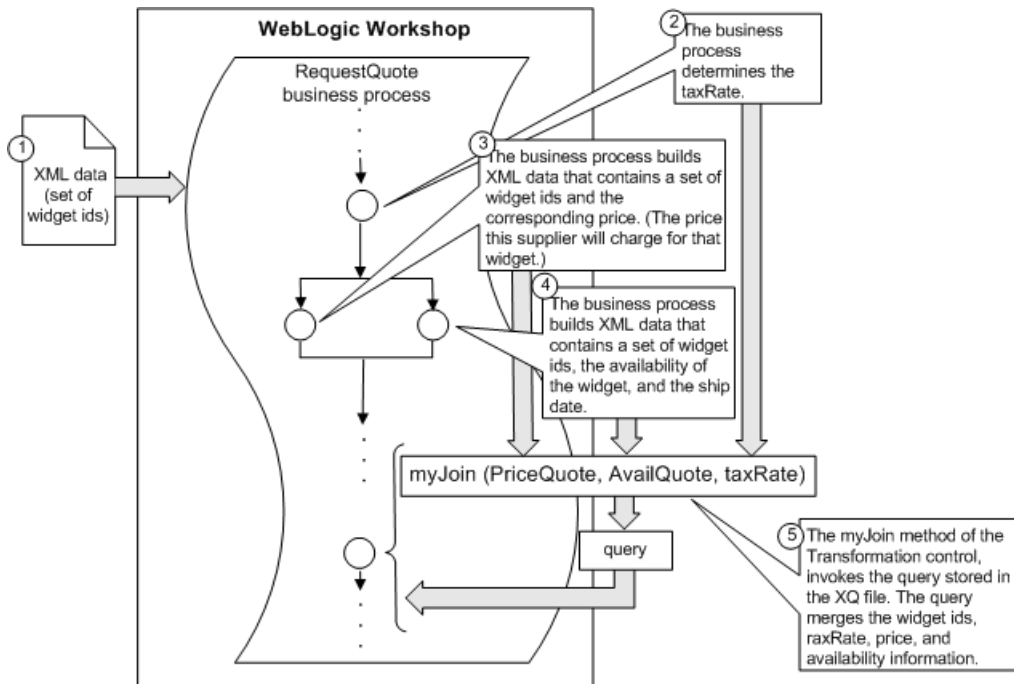 WebLogic Workshop
RequestQuote
business process
1
XML data
(set of
widget ids)
2
The business
process
determines the
taxRate.
3
The business process builds
XML data that contains a set of
widget ids and the
corresponding price. (The price
this supplier will charge for that
widget.)
4
The business process
builds XML data that
contains a set of widget
ids, the availability of
the widget, and the ship
date.
myJoin (PriceQuote, AvailQuote, taxRate)
query
5
The myJoin method of the
Transformation control,
invokes the query stored in
the XQ file. The query
merges the widget ids,
raxRate, price, and
availability information.